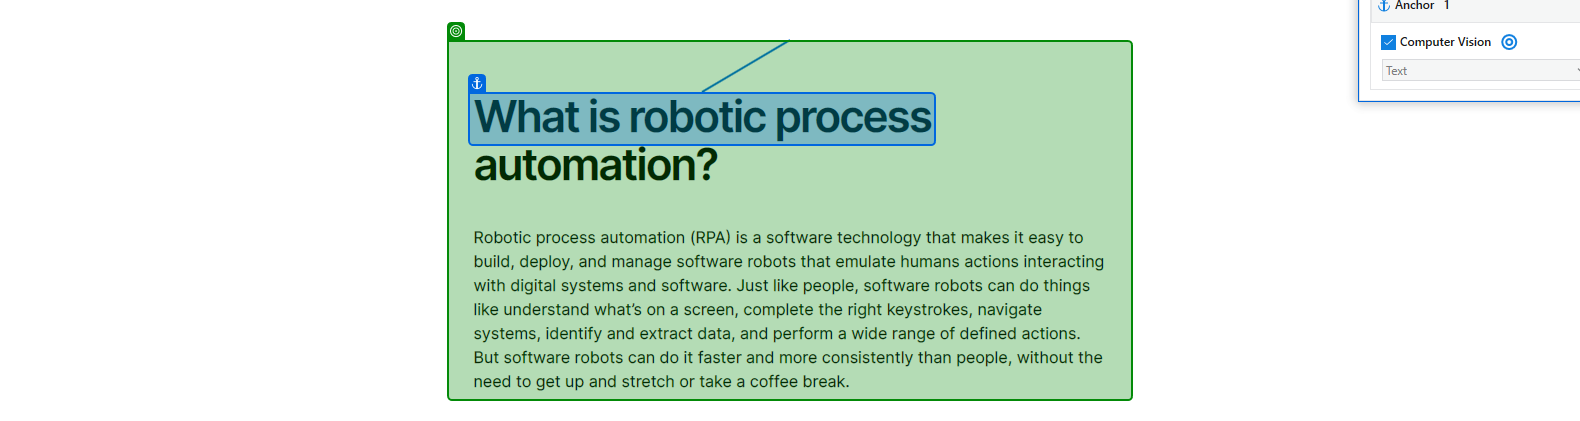 Anchor 1
Computer Vision
Text
What is robotic process
automation?
Robotic process automation (RPA) is a software technology that makes it easy to
build, deploy, and manage software robots that emulate humans actions interacting
with digital systems and software. Just like people, software robots can do things
like understand what’s on a screen, complete the right keystrokes, navigate
systems, identify and extract data, and perform a wide range of defined actions.
But software robots can do it faster and more consistently than people, without the
need to get up and stretch or take a coffee break.